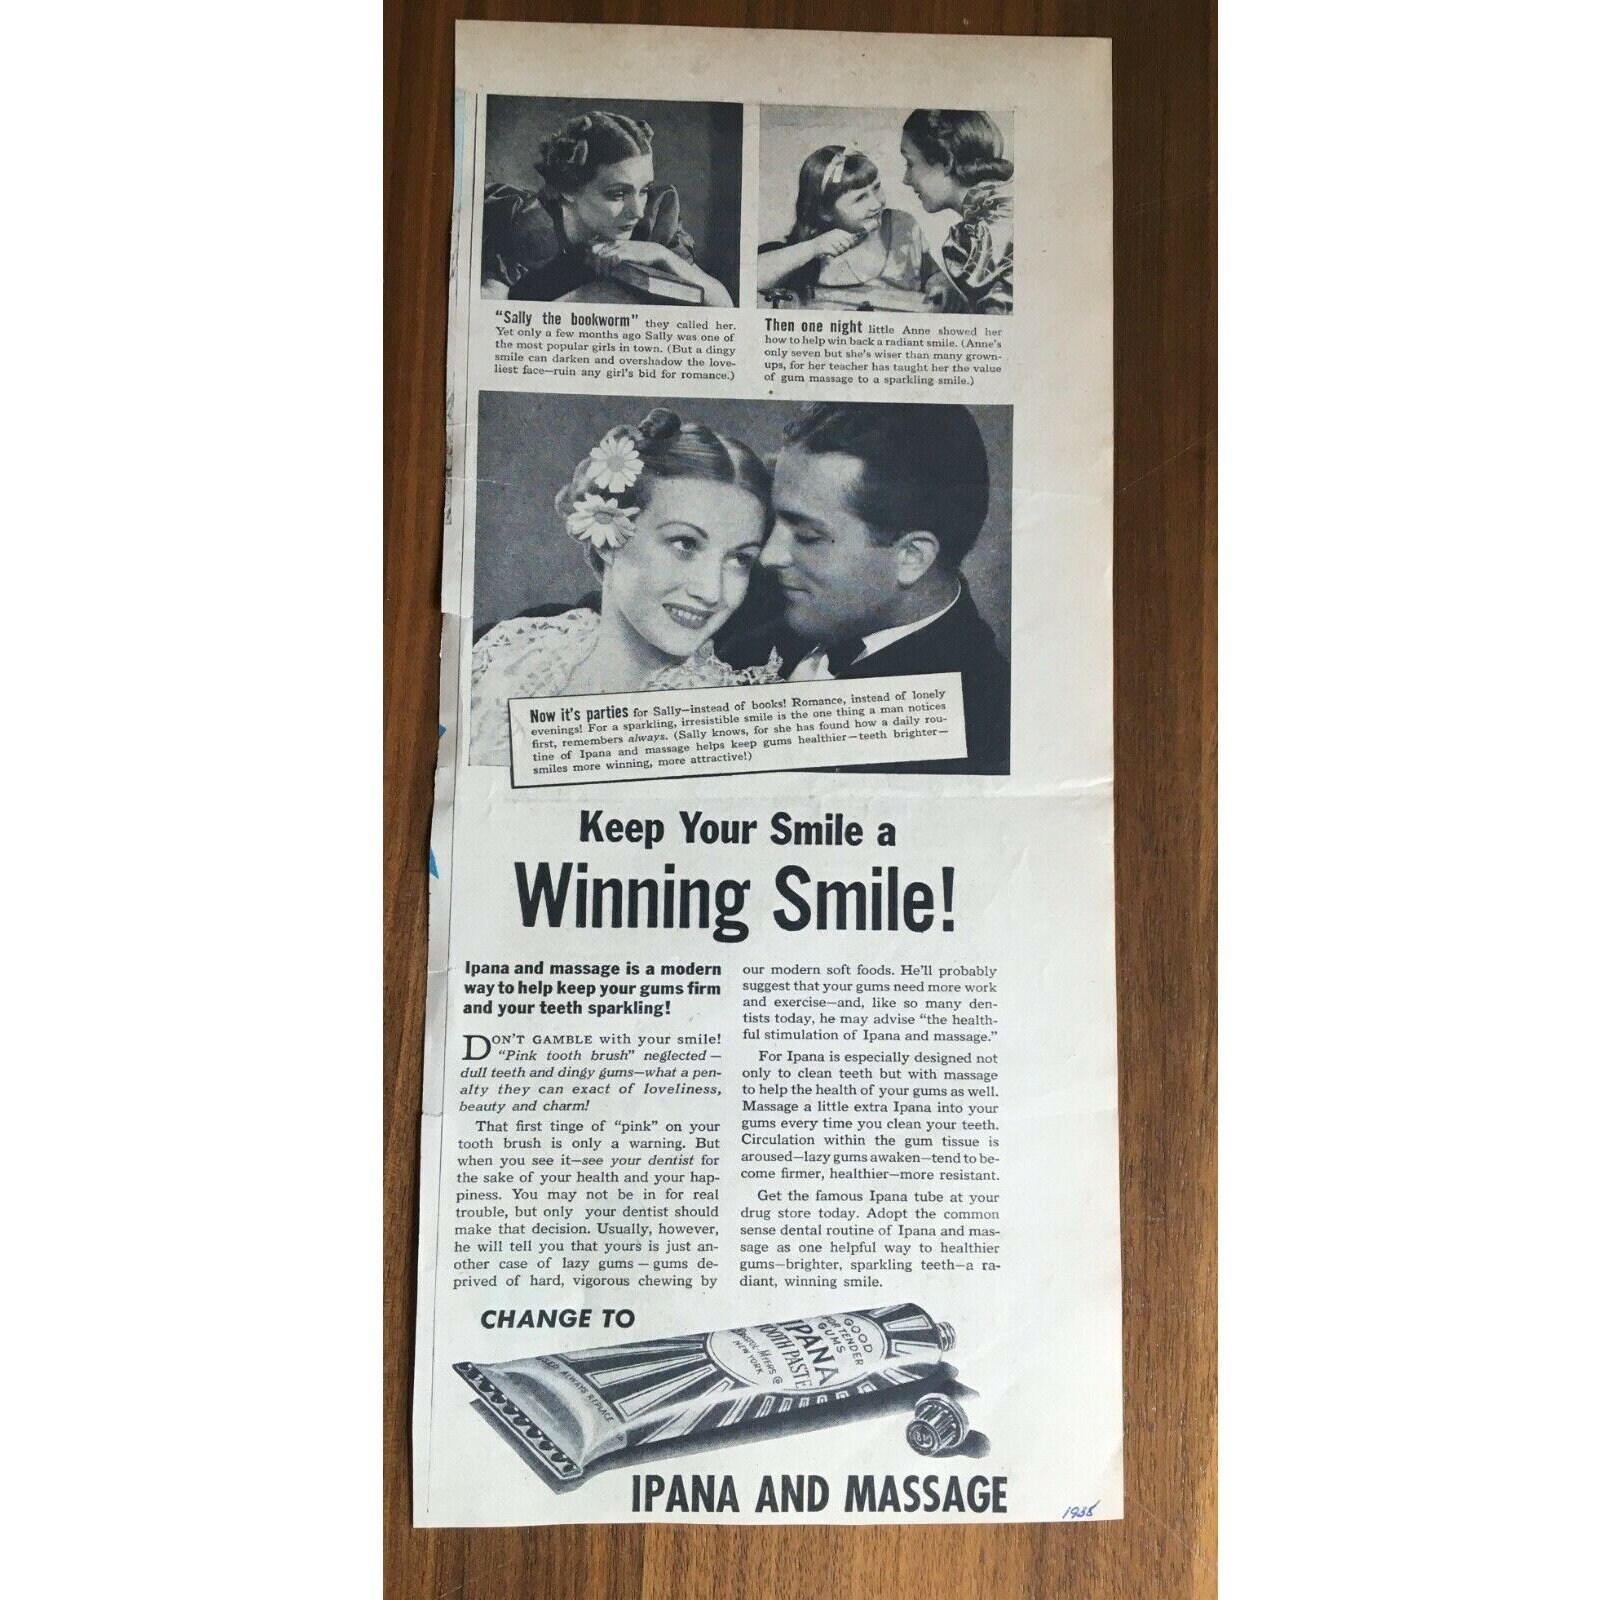 "Sally the bookworm" they called her.
Yet only a few months ago Sally was one of
the most popular girls in town. (But a dingy
smile can darken and overshadow the love-
liest face—ruin any girl's bid for romance.)
Then one night little Anne showed her
how to help win back a radiant smile. (Anne's
only seven but she's wiser than many grown-
ups, for her teacher has taught her the value
of gum massage to a sparkling smile.)
Now it's parties for Sally—instead of books! Romance, instead of lonely
evenings! For a sparkling, irresistible smile is the one thing a man notices
first, remembers always. (Sally knows, for she has found how a daily rou-
tine of Ipana and massage helps keep gums healthier—teeth brighter—
smiles more winning, more attractive!)
Keep Your Smile a
Winning Smile!
Ipana and massage is a modern
way to help keep your gums firm
and your teeth sparkling!
DON'T GAMBLE with your smile!
"Pink tooth brush" neglected—
dull teeth and dingy gums—what a pen-
alty they can exact of loveliness,
beauty and charm!
That first tinge of "pink" on your
tooth brush is only a warning. But
when you see it—see your dentist for
the sake of your health and your hap-
piness. You may not be in for real
trouble, but only your dentist should
make that decision. Usually, however,
he will tell you that yours is just an-
other case of lazy gums—gums de-
prived of hard, vigorous chewing by
our modern soft foods. He'll probably
suggest that your gums need more work
and exercise—and, like so many den-
tists today, he may advise "the health-
ful stimulation of Ipana and massage."
For Ipana is especially designed not
only to clean teeth but with massage
to help the health of your gums as well.
Massage a little extra Ipana into your
gums every time you clean your teeth.
Circulation within the gum tissue is
aroused—lazy gums awaken—tend to be-
come firmer, healthier—more resistant.
Get the famous Ipana tube at your
drug store today. Adopt the common
sense dental routine of Ipana and mas-
sage as one helpful way to healthier
gums—brighter, sparkling teeth—a ra-
diant, winning smile.
CHANGE TO
GOOD
FOR TENDER
GUMS
IPANA
TOOTH PASTE
BRISTOL-MYERS
NEW YORK
ALWAYS REPLACE
IPANA AND MASSAGE